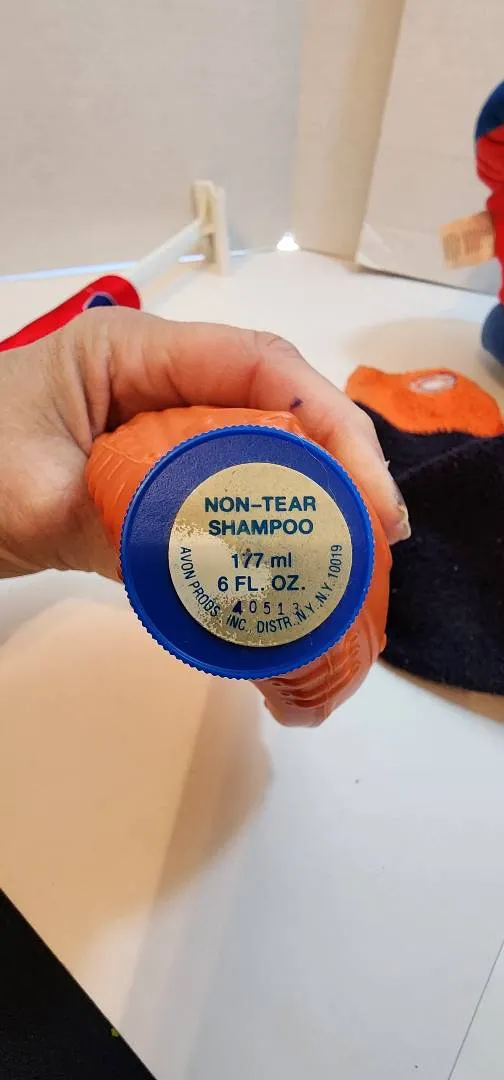 NON-TEAR
SHAMPOO
177 ml
6 FL. OZ.
AVON PRODS. INC. DISTR. N.Y. N.Y. 10019